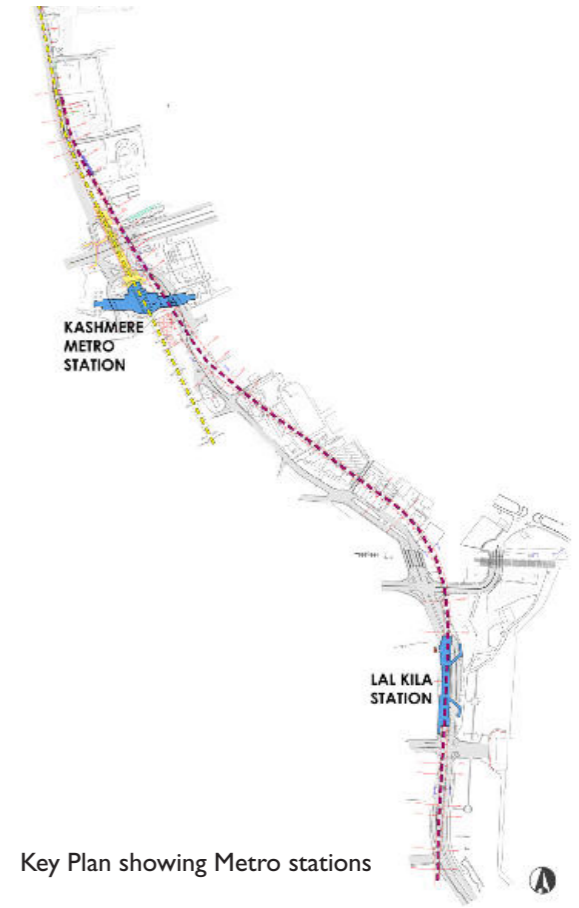 KASHMERE
METRO
STATION
LAL KILA
STATION
Key Plan showing Metro stations